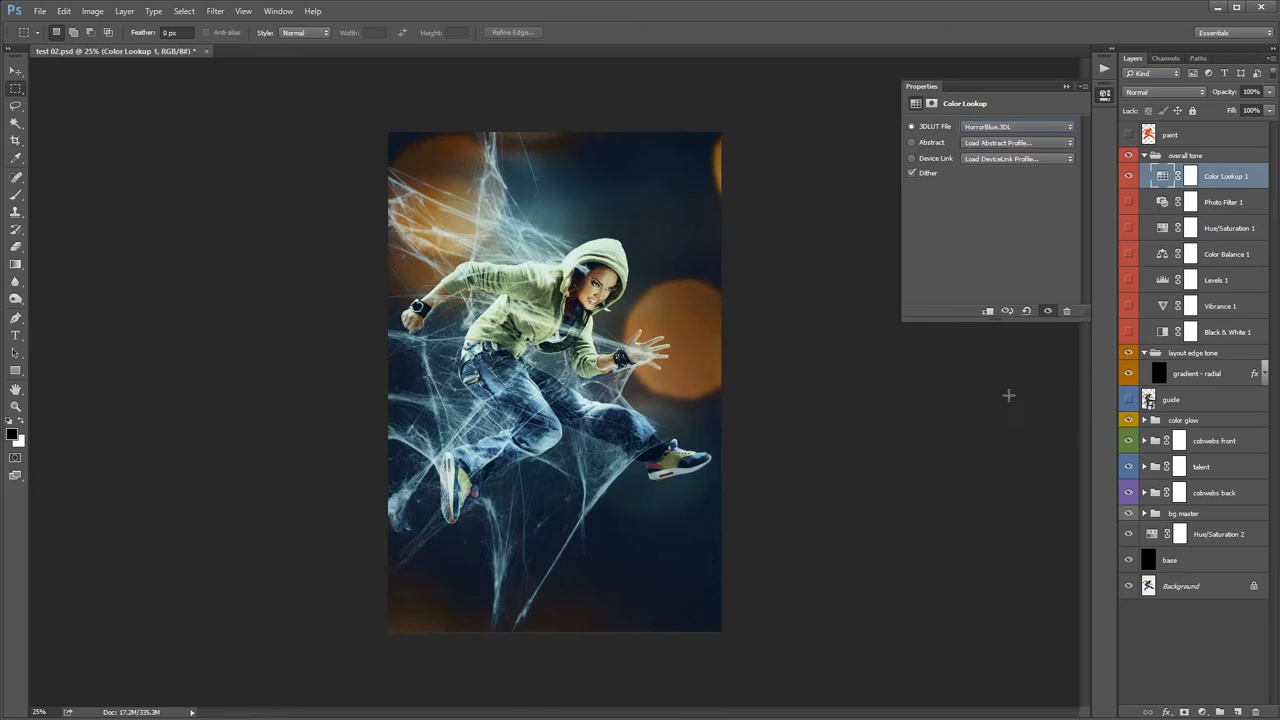 Ps File Edit Image Layer Type Select Filter View Window Help
Feather: 0 px Anti-alias Style: Normal Width: Height: Refine Edge... Essentials
test 02.psd @ 25% (Color Lookup 1, RGB/8#) * ×
Properties
Color Lookup
3DLUT File HorrorBlue.3DL
Abstract Load Abstract Profile...
Device Link Load DeviceLink Profile...
Dither
Layers Channels Paths
Kind
Normal Opacity: 100%
Lock: Fill: 100%
paint
overall tone
Color Lookup 1
Photo Filter 1
Hue/Saturation 1
Color Balance 1
Levels 1
Vibrance 1
Black & White 1
layout edge tone
gradient - radial fx
guide
color glow
cobwebs front
talent
cobwebs back
bg master
Hue/Saturation 2
base
Background
25% Doc: 17.2M/335.3M
fx